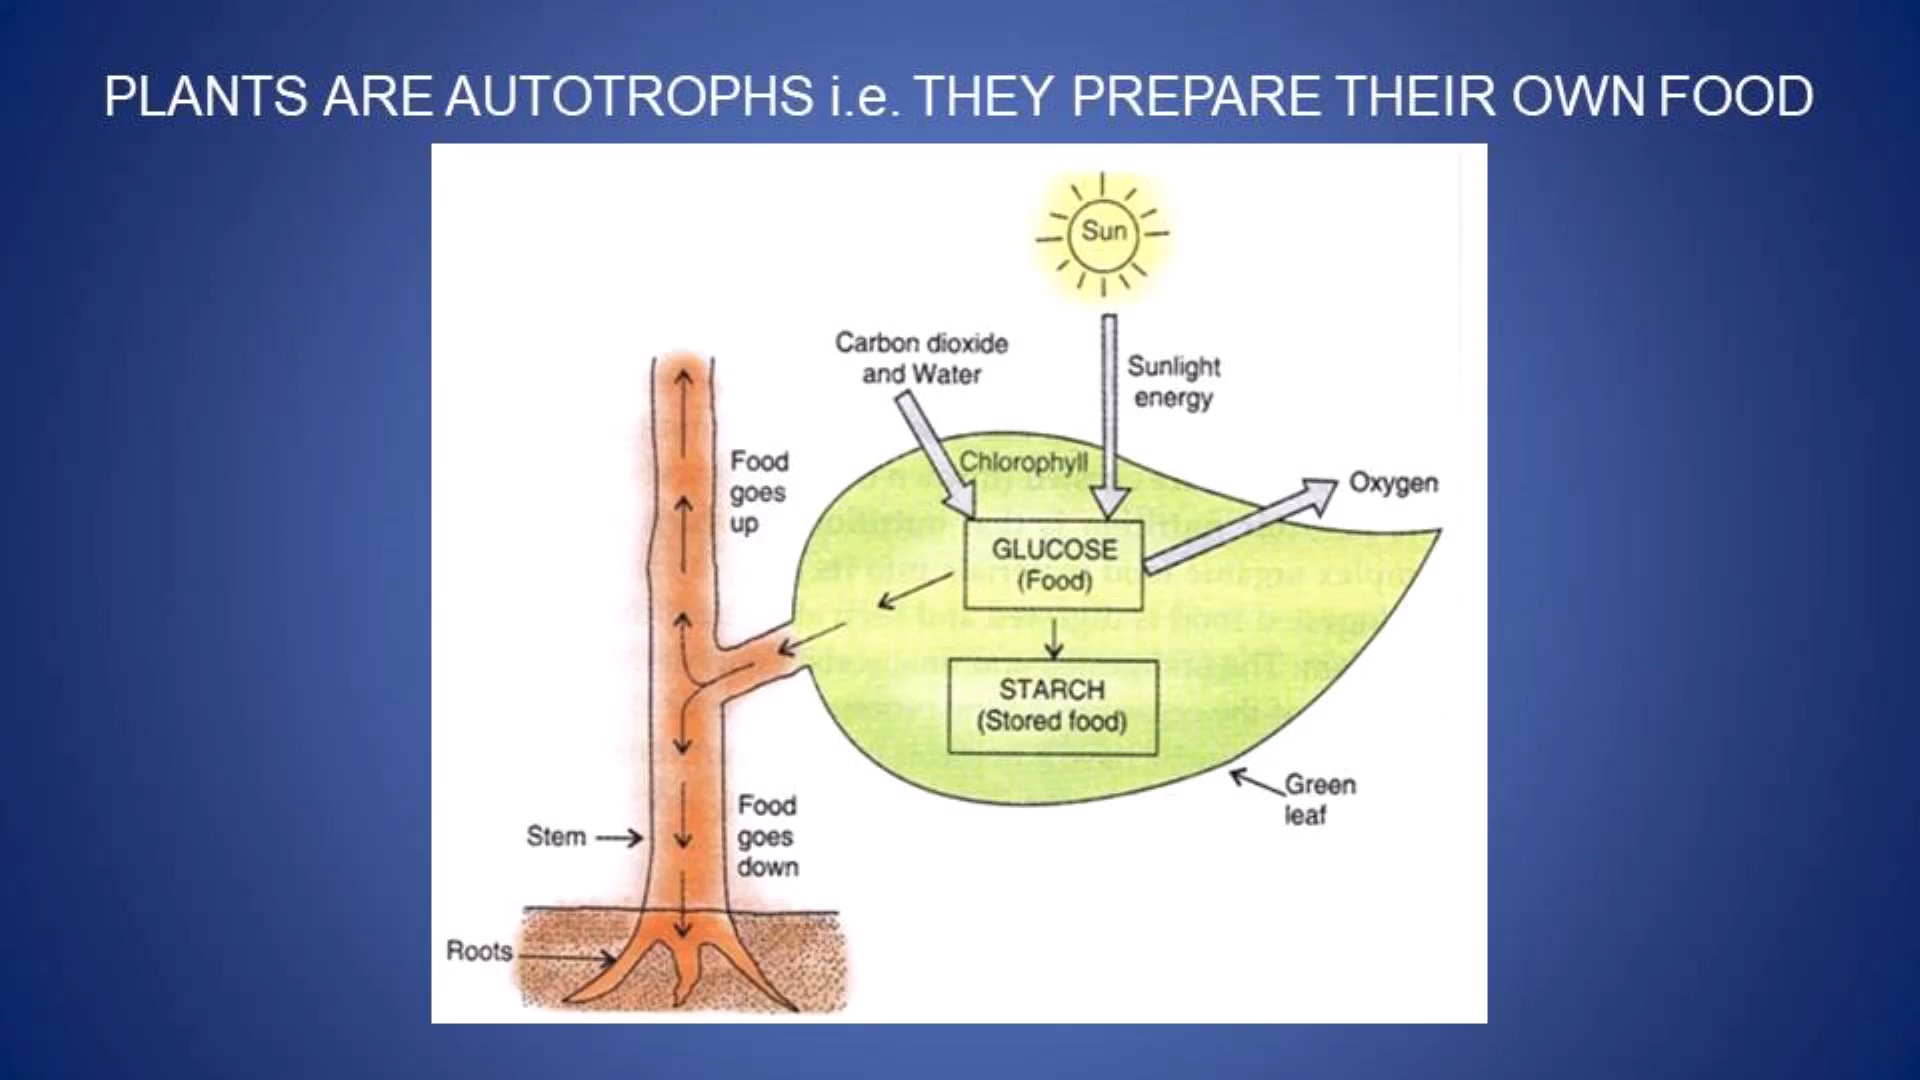 PLANTS ARE AUTOTROPHS i.e. THEY PREPARE THEIR OWN FOOD
Sun
Carbon dioxide
and Water
Sunlight
energy
Chlorophyll
Oxygen
Food
goes
up
GLUCOSE
(Food)
STARCH
(Stored food)
Green
leaf
Food
goes
down
Stem
Roots